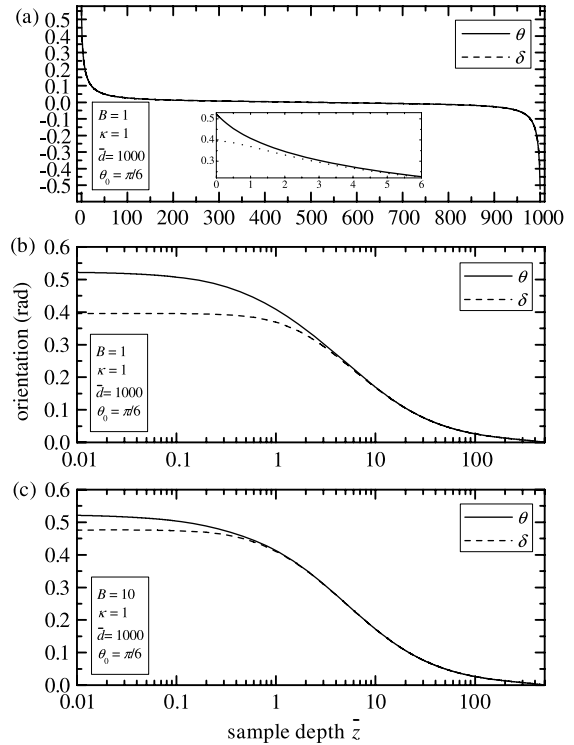 (a)
0.5
0.4
0.3
0.2
0.1
0.0
-0.1
-0.2
-0.3
-0.4
-0.5
θ
δ
B = 1
κ = 1
d̄ = 1000
θ₀ = π/6
0.5
0.4
0.3
0 1 2 3 4 5 6
0 100 200 300 400 500 600 700 800 900 1000
(b)
0.6
0.5
0.4
0.3
0.2
0.1
0.0
θ
δ
B = 1
κ = 1
d̄ = 1000
θ₀ = π/6
0.01 0.1 1 10 100
orientation (rad)
(c)
0.6
0.5
0.4
0.3
0.2
0.1
0.0
θ
δ
B = 10
κ = 1
d̄ = 1000
θ₀ = π/6
0.01 0.1 1 10 100
sample depth z̄